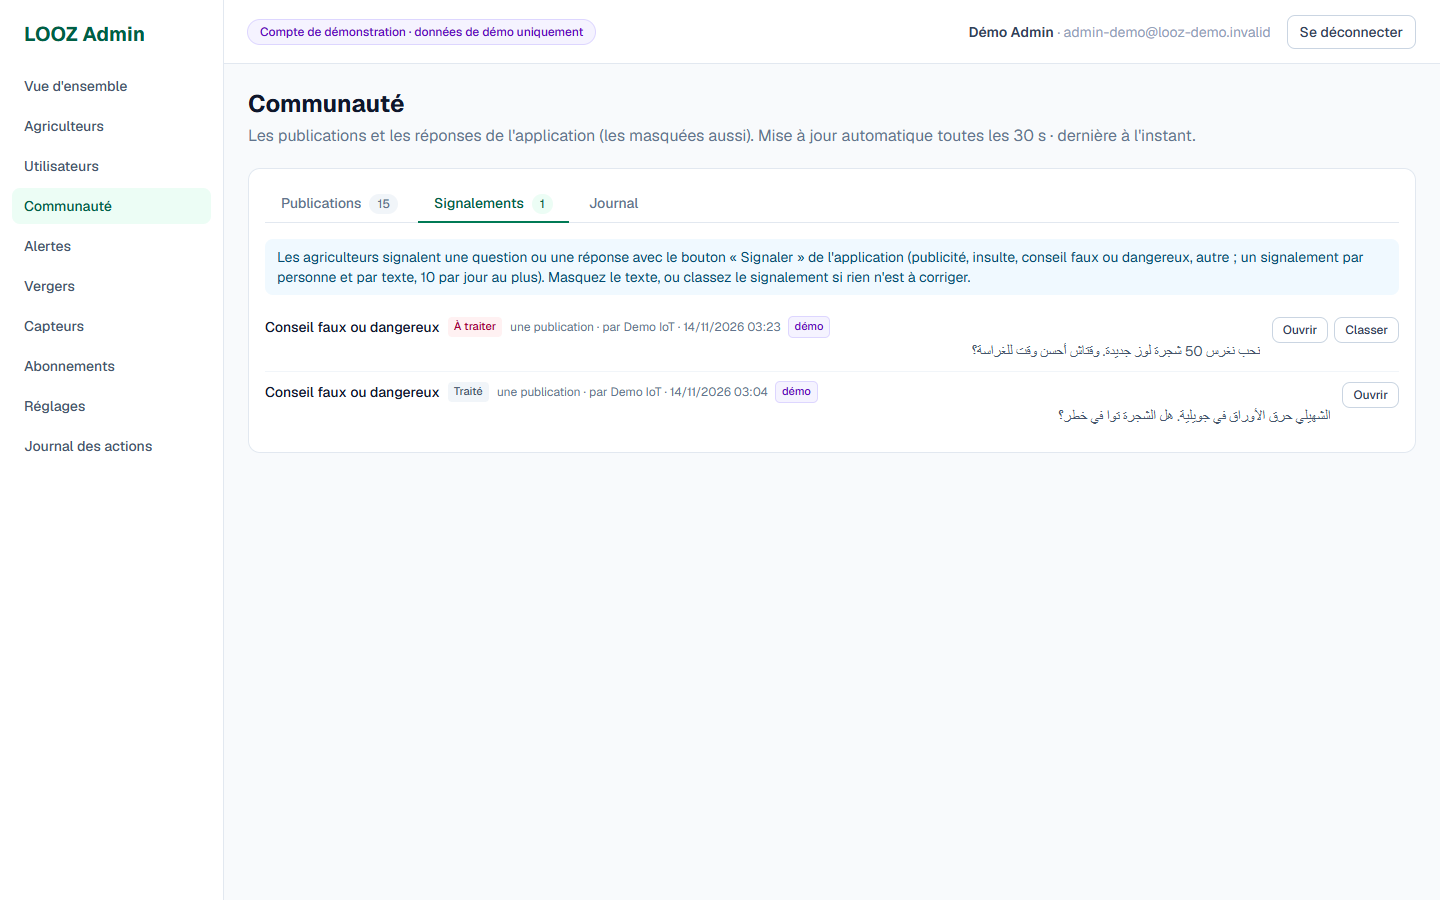 LOOZ Admin
Vue d'ensemble
Agriculteurs
Utilisateurs
Communauté
Alertes
Vergers
Capteurs
Abonnements
Réglages
Journal des actions
Compte de démonstration · données de démo uniquement
Démo Admin · admin-demo@looz-demo.invalid
Se déconnecter
Communauté
Les publications et les réponses de l'application (les masquées aussi). Mise à jour automatique toutes les 30 s · dernière à l'instant.
Publications 15
Signalements 1
Journal
Les agriculteurs signalent une question ou une réponse avec le bouton « Signaler » de l'application (publicité, insulte, conseil faux ou dangereux, autre ; un signalement par
personne et par texte, 10 par jour au plus). Masquez le texte, ou classez le signalement si rien n'est à corriger.
Conseil faux ou dangereux À traiter une publication · par Demo IoT · 14/11/2026 03:23 démo
Ouvrir Classer
نحب نغرس 50 شجرة لوز جديدة. وقتاش أحسن وقت للغراسة؟
Conseil faux ou dangereux Traité une publication · par Demo IoT · 14/11/2026 03:04 démo
Ouvrir
الشهيلي حرق الأوراق في جويلية. هل الشجرة توا في خطر؟